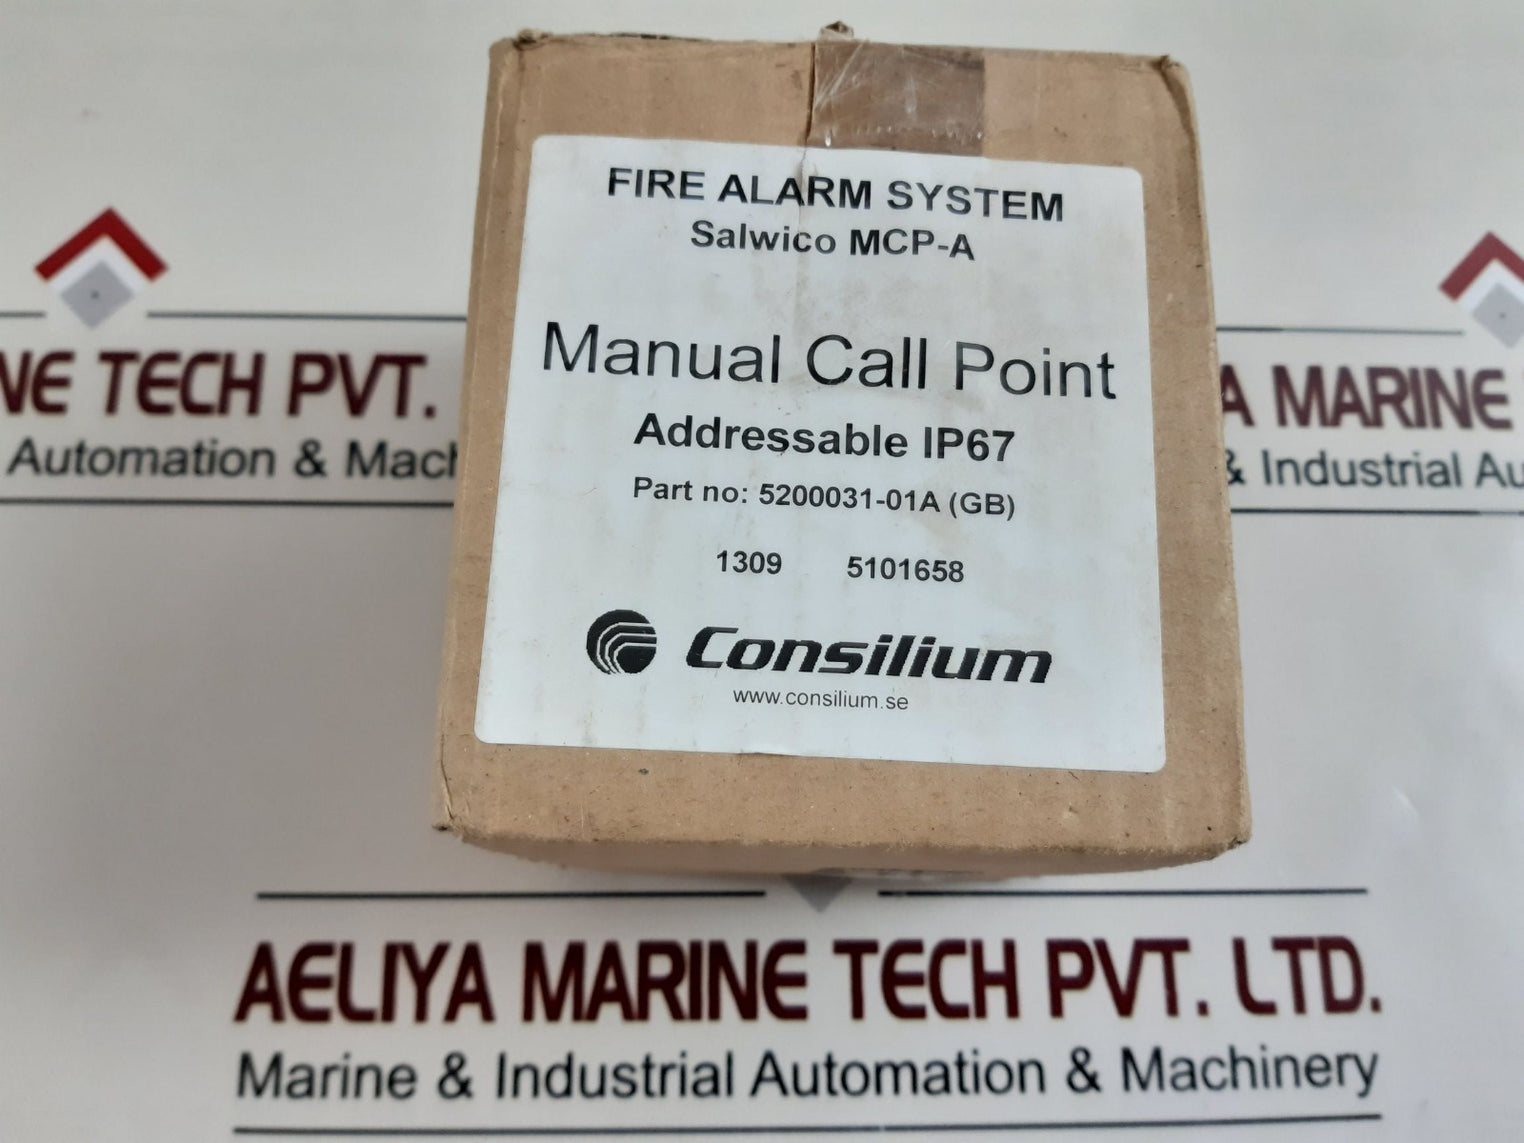 FIRE ALARM SYSTEM
Salwico MCP-A
Manual Call Point
Addressable IP67
Part no: 5200031-01A (GB)
1309 5101658
Consilium
www.consilium.se
NE TECH PVT.
Automation & Mach
A MARINE
& Industrial Au
AELIYA MARINE TECH PVT. LTD.
Marine & Industrial Automation & Machinery